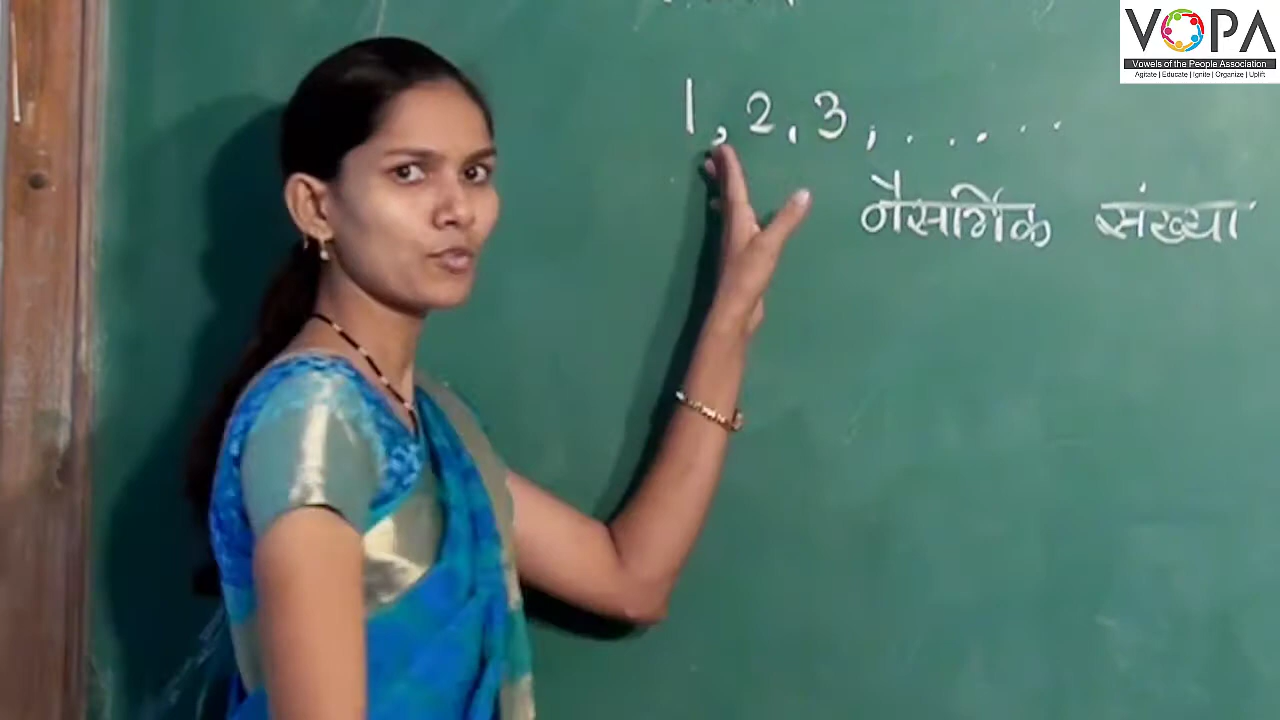 VOPA
Vowels of the People Association
Agitate | Educate | Ignite | Organize | Uplift
1, 2, 3, . . . . .
नैसर्गिक संख्या